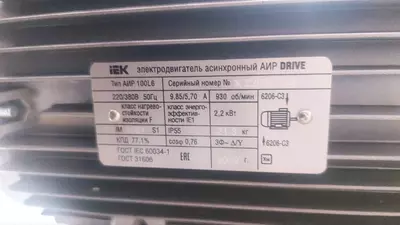 iEK электродвигатель асинхронный АИР DRIVE
Тип АИР 100L6 Серийный номер №
220/380В 50Гц 9,85/5,70 А 930 об/мин 6206-C3
класс нагрево- класс энерго- 2,2 кВт
стойкости эффектив-
изоляции F ности IE1
IM S1 IP55 кг
КПД 77.1% cosφ 0,76 3Ф~ Δ/Y 6206-C3
ГОСТ IEC 60034-1 EAC
ГОСТ 31606